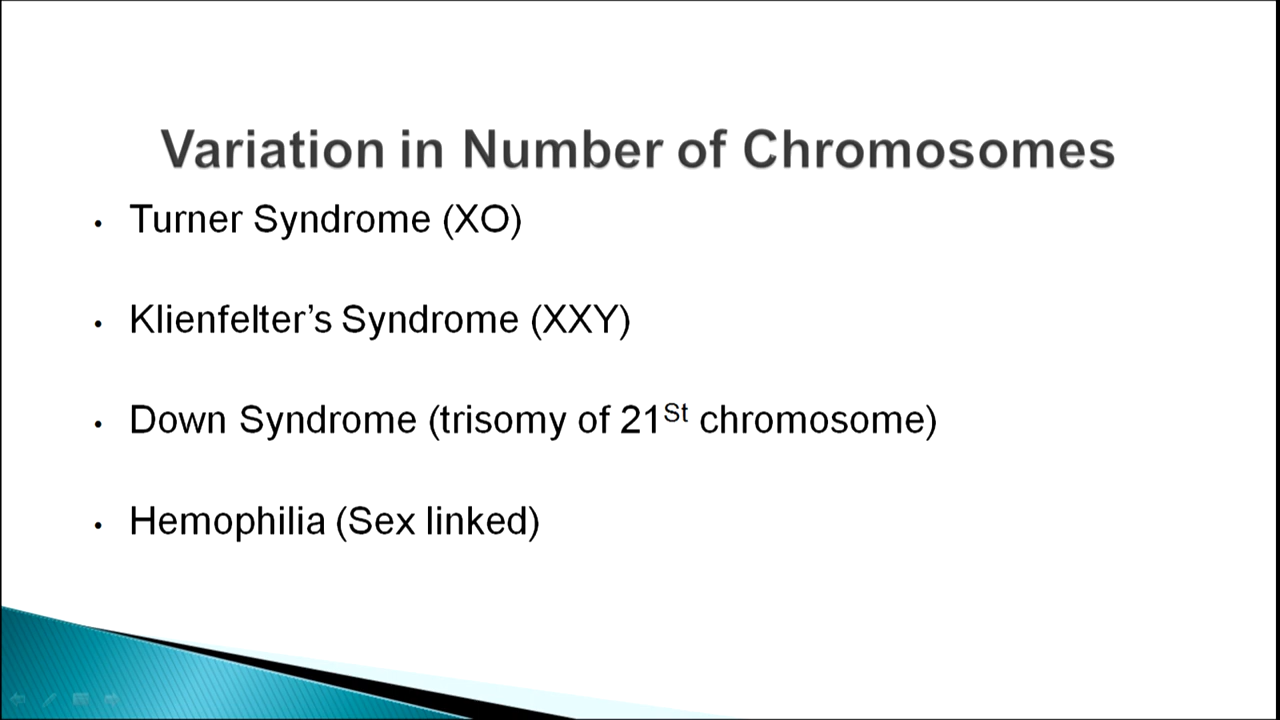 Variation in Number of Chromosomes
• Turner Syndrome (XO)
• Klienfelter’s Syndrome (XXY)
• Down Syndrome (trisomy of 21St chromosome)
• Hemophilia (Sex linked)